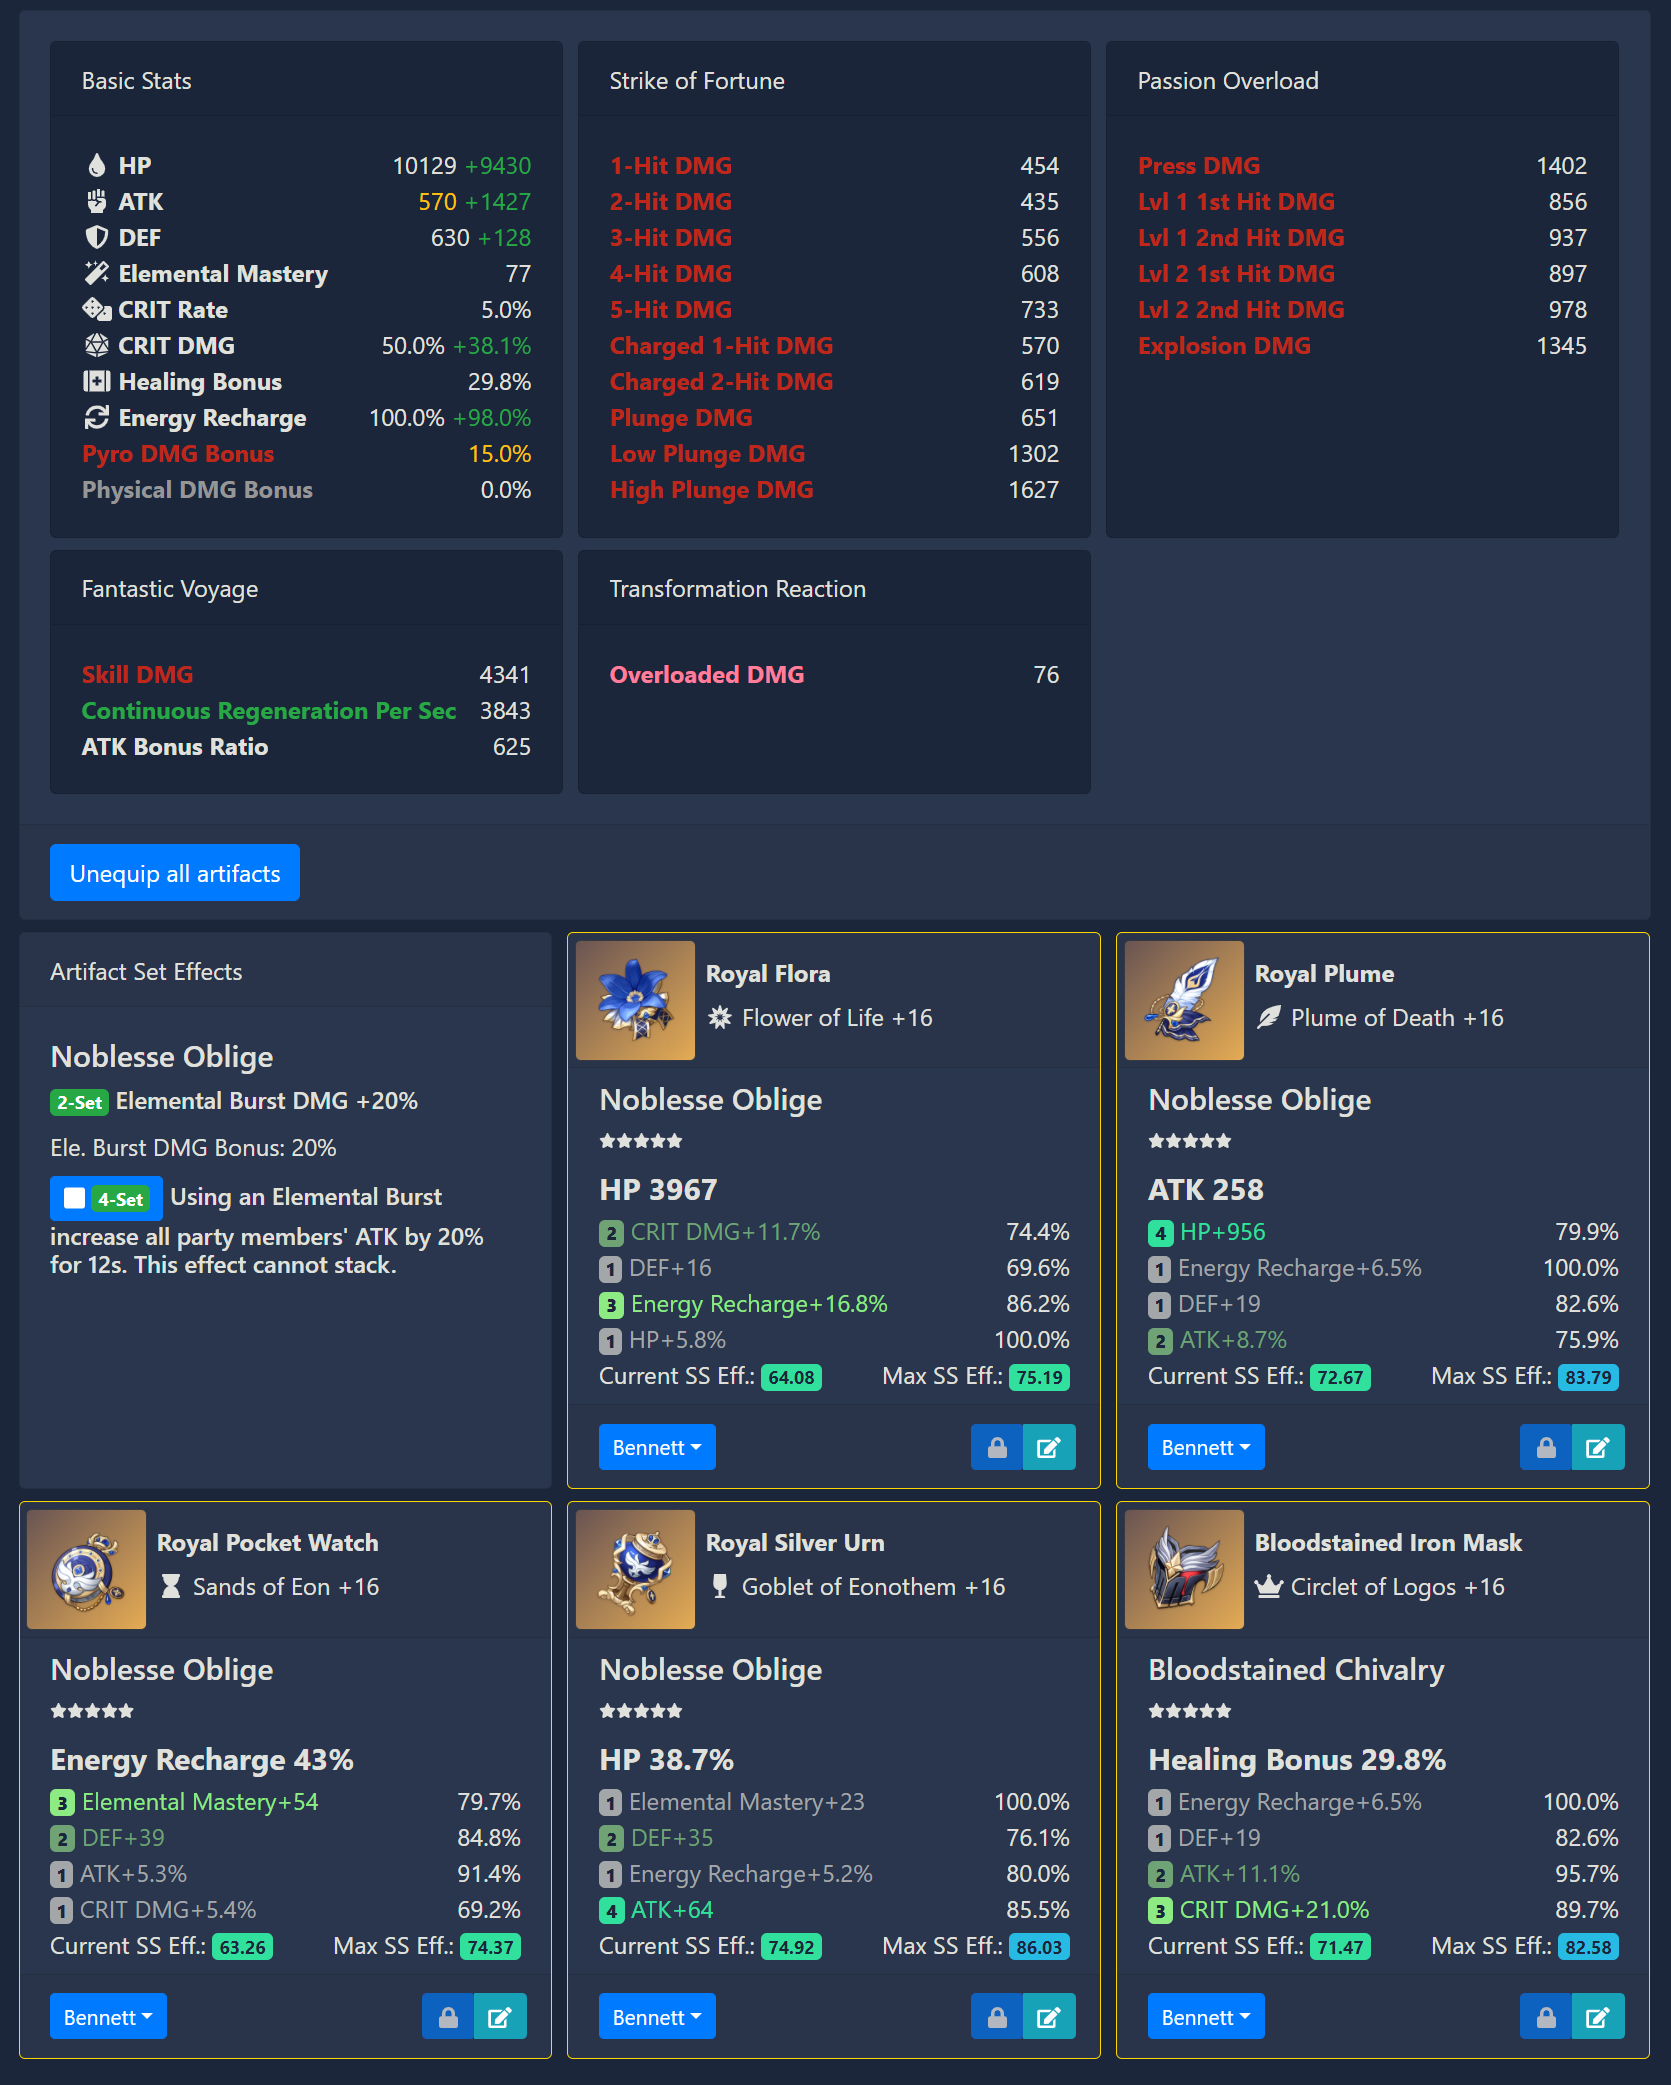 Basic Stats
HP 10129 +9430
ATK 570 +1427
DEF 630 +128
Elemental Mastery 77
CRIT Rate 5.0%
CRIT DMG 50.0% +38.1%
Healing Bonus 29.8%
Energy Recharge 100.0% +98.0%
Pyro DMG Bonus 15.0%
Physical DMG Bonus 0.0%
Strike of Fortune
1-Hit DMG 454
2-Hit DMG 435
3-Hit DMG 556
4-Hit DMG 608
5-Hit DMG 733
Charged 1-Hit DMG 570
Charged 2-Hit DMG 619
Plunge DMG 651
Low Plunge DMG 1302
High Plunge DMG 1627
Passion Overload
Press DMG 1402
Lvl 1 1st Hit DMG 856
Lvl 1 2nd Hit DMG 937
Lvl 2 1st Hit DMG 897
Lvl 2 2nd Hit DMG 978
Explosion DMG 1345
Fantastic Voyage
Skill DMG 4341
Continuous Regeneration Per Sec 3843
ATK Bonus Ratio 625
Transformation Reaction
Overloaded DMG 76
Unequip all artifacts
Artifact Set Effects
Noblesse Oblige
2-Set Elemental Burst DMG +20%
Ele. Burst DMG Bonus: 20%
4-Set Using an Elemental Burst
increase all party members' ATK by 20%
for 12s. This effect cannot stack.
Royal Flora
Flower of Life +16
Noblesse Oblige
HP 3967
2 CRIT DMG+11.7% 74.4%
1 DEF+16 69.6%
3 Energy Recharge+16.8% 86.2%
1 HP+5.8% 100.0%
Current SS Eff.: 64.08 Max SS Eff.: 75.19
Bennett
Royal Plume
Plume of Death +16
Noblesse Oblige
ATK 258
4 HP+956 79.9%
1 Energy Recharge+6.5% 100.0%
1 DEF+19 82.6%
2 ATK+8.7% 75.9%
Current SS Eff.: 72.67 Max SS Eff.: 83.79
Bennett
Royal Pocket Watch
Sands of Eon +16
Noblesse Oblige
Energy Recharge 43%
3 Elemental Mastery+54 79.7%
2 DEF+39 84.8%
1 ATK+5.3% 91.4%
1 CRIT DMG+5.4% 69.2%
Current SS Eff.: 63.26 Max SS Eff.: 74.37
Bennett
Royal Silver Urn
Goblet of Eonothem +16
Noblesse Oblige
HP 38.7%
1 Elemental Mastery+23 100.0%
2 DEF+35 76.1%
1 Energy Recharge+5.2% 80.0%
4 ATK+64 85.5%
Current SS Eff.: 74.92 Max SS Eff.: 86.03
Bennett
Bloodstained Iron Mask
Circlet of Logos +16
Bloodstained Chivalry
Healing Bonus 29.8%
1 Energy Recharge+6.5% 100.0%
1 DEF+19 82.6%
2 ATK+11.1% 95.7%
3 CRIT DMG+21.0% 89.7%
Current SS Eff.: 71.47 Max SS Eff.: 82.58
Bennett